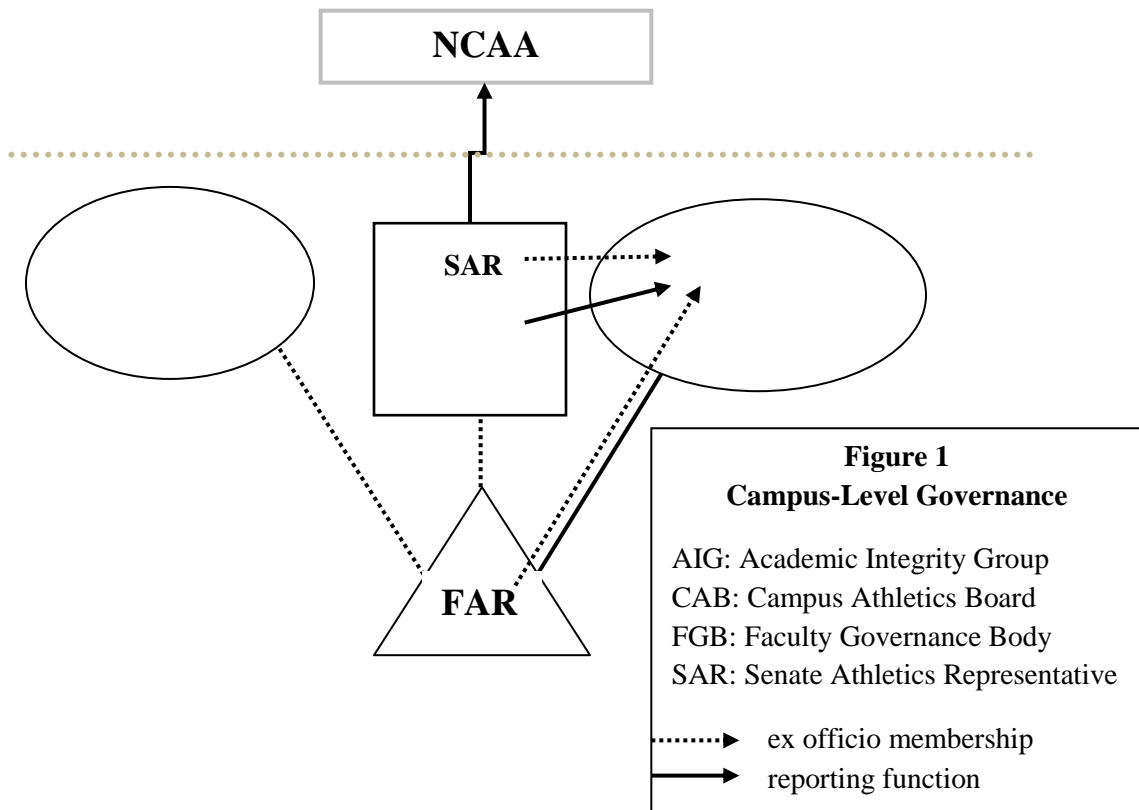 NCAA
SAR
FAR
Figure 1
Campus-Level Governance
AIG: Academic Integrity Group
CAB: Campus Athletics Board
FGB: Faculty Governance Body
SAR: Senate Athletics Representative
ex officio membership
reporting function